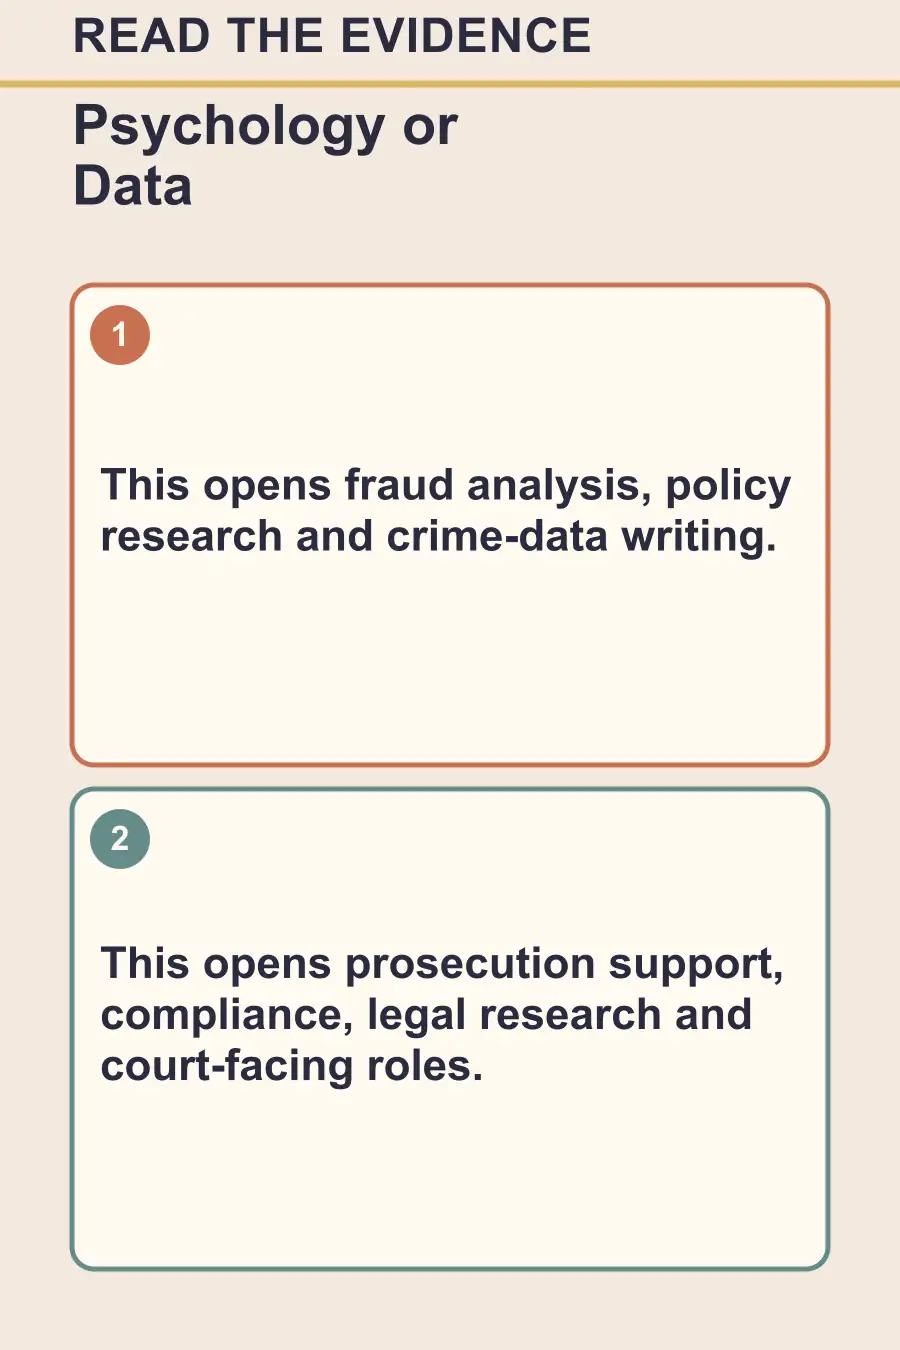 READ THE EVIDENCE
Psychology or
Data
1
This opens fraud analysis, policy
research and crime-data writing.
2
This opens prosecution support,
compliance, legal research and
court-facing roles.